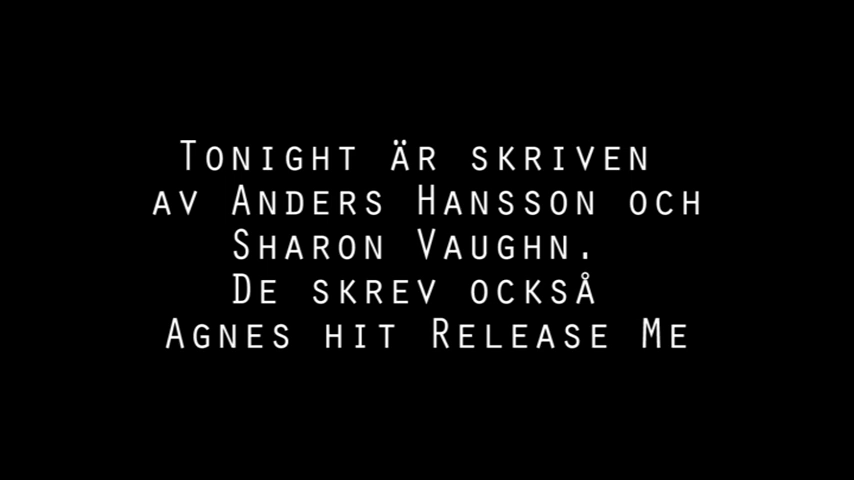 Tonight är skriven
av Anders Hansson och
Sharon Vaughn.
De skrev också
Agnes hit Release Me